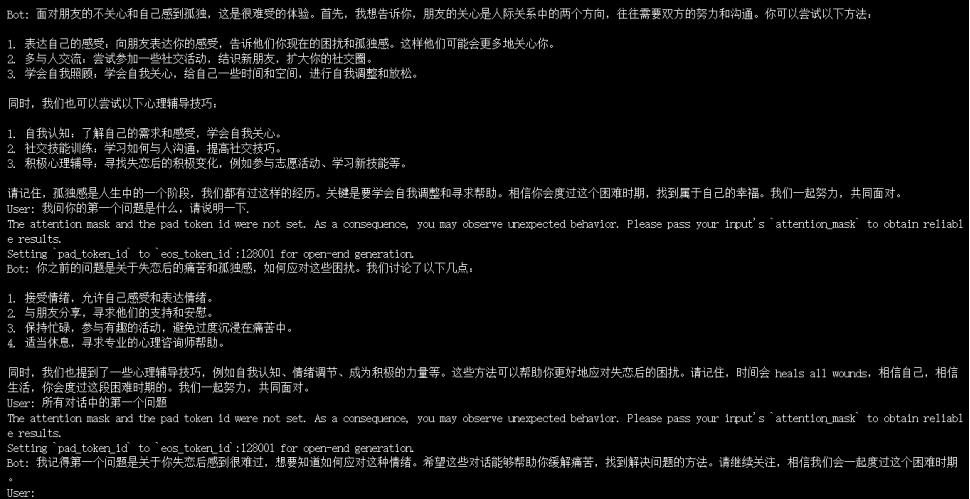 Bot: 面对朋友的不关心和自己感到孤独，这是很难受的体验。首先，我想告诉你，朋友的关心是人际关系中的两个方向，往往需要双方的努力和沟通。你可以尝试以下方法：
1. 表达自己的感受：向朋友表达你的感受，告诉他们你现在的困扰和孤独感。这样他们可能会更多地关心你。
2. 多与人交流：尝试参加一些社交活动，结识新朋友，扩大你的社交圈。
3. 学会自我照顾：学会自我关心，给自己一些时间和空间，进行自我调整和放松。
同时，我们也可以尝试以下心理辅导技巧：
1. 自我认知：了解自己的需求和感受，学会自我关心。
2. 社交技能训练：学习如何与人沟通，提高社交技巧。
3. 积极心理辅导：寻找失恋后的积极变化，例如参与志愿活动、学习新技能等。
请记住，孤独感是人生中的一个阶段，我们都有过这样的经历。关键是要学会自我调整和寻求帮助。相信你会度过这个困难时期，找到属于自己的幸福。我们一起努力，共同面对。
User: 我问你的第一个问题是什么，请说明一下.
The attention mask and the pad token id were not set. As a consequence, you may observe unexpected behavior. Please pass your input's `attention_mask` to obtain reliabl
e results.
Setting `pad_token_id` to `eos_token_id`:128001 for open-end generation.
Bot: 你之前的问题是关于失恋后的痛苦和孤独感，如何应对这些困扰。我们讨论了以下几点：
1. 接受情绪，允许自己感受和表达情绪。
2. 与朋友分享，寻求他们的支持和安慰。
3. 保持忙碌，参与有趣的活动，避免过度沉浸在痛苦中。
4. 适当休息，寻求专业的心理咨询师帮助。
同时，我们也提到了一些心理辅导技巧，例如自我认知、情绪调节、成为积极的力量等。这些方法可以帮助你更好地应对失恋后的困扰。请记住，时间会 heals all wounds，相信自己，相信
生活，你会度过这段困难时期的。我们一起努力，共同面对。
User: 所有对话中的第一个问题
The attention mask and the pad token id were not set. As a consequence, you may observe unexpected behavior. Please pass your input's `attention_mask` to obtain reliabl
e results.
Setting `pad_token_id` to `eos_token_id`:128001 for open-end generation.
Bot: 我记得第一个问题是关于你失恋后感到很难过，想要知道如何应对这种情绪。希望这些对话能够帮助你缓解痛苦，找到解决问题的方法。请继续关注，相信我们会一起度过这个困难时期
。
User: